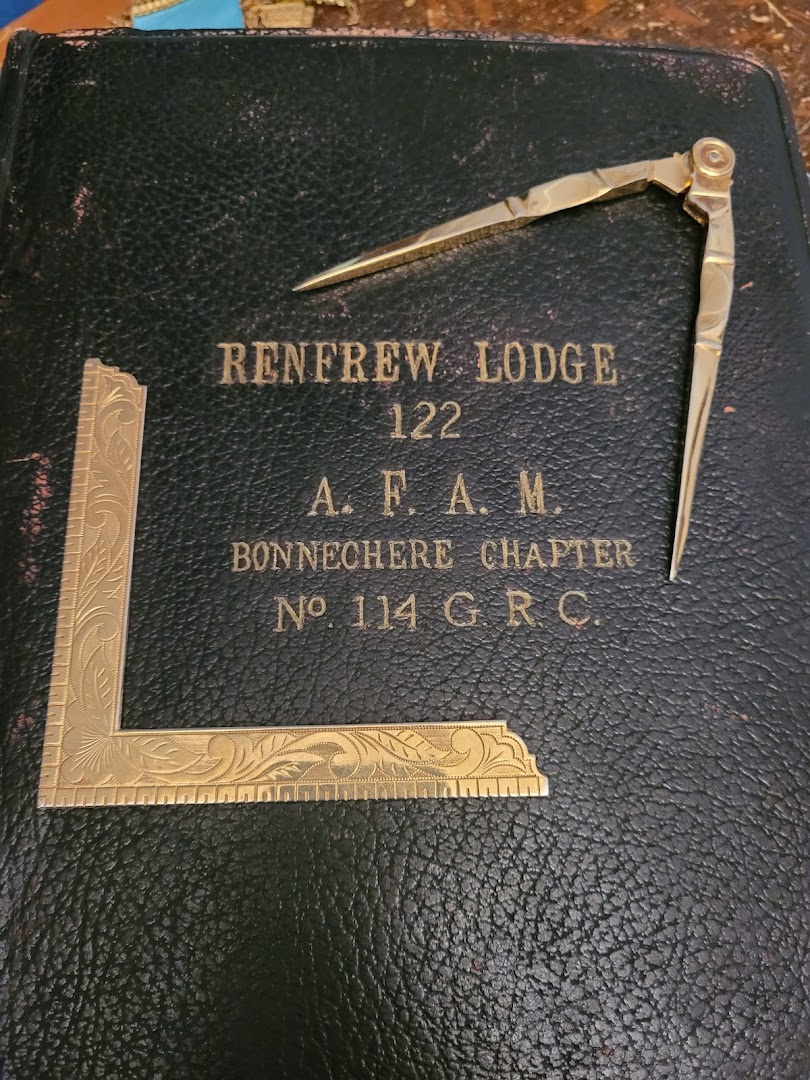 RENFREW LODGE
122
A. F. A. M.
BONNECHERE CHAPTER
No. 114 G. R. C.